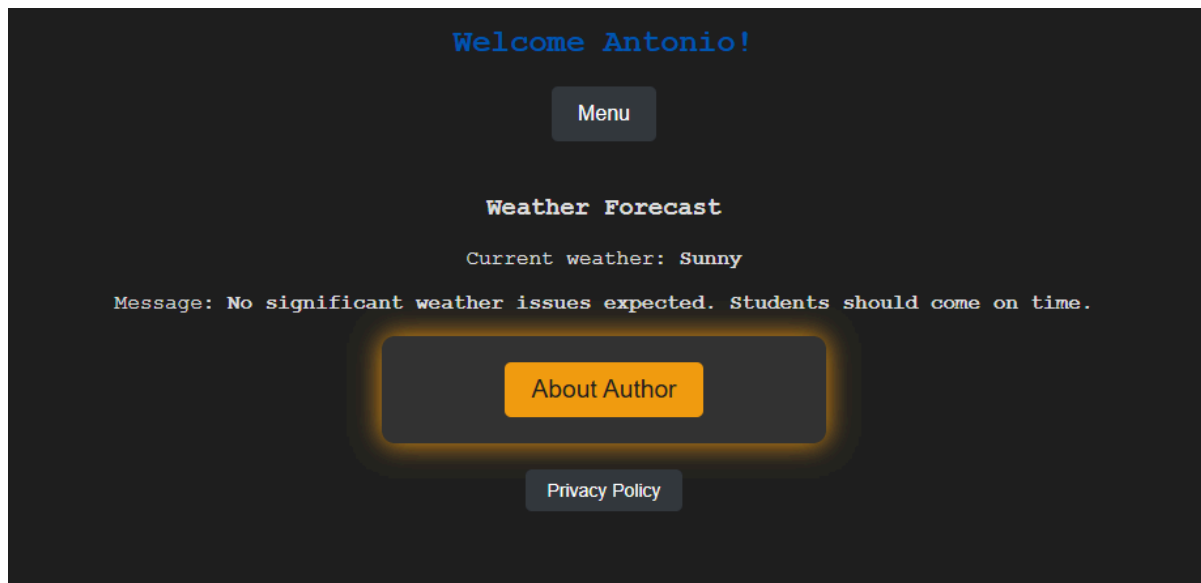 Welcome Antonio!
Menu
Weather Forecast
Current weather: Sunny
Message: No significant weather issues expected. Students should come on time.
About Author
Privacy Policy